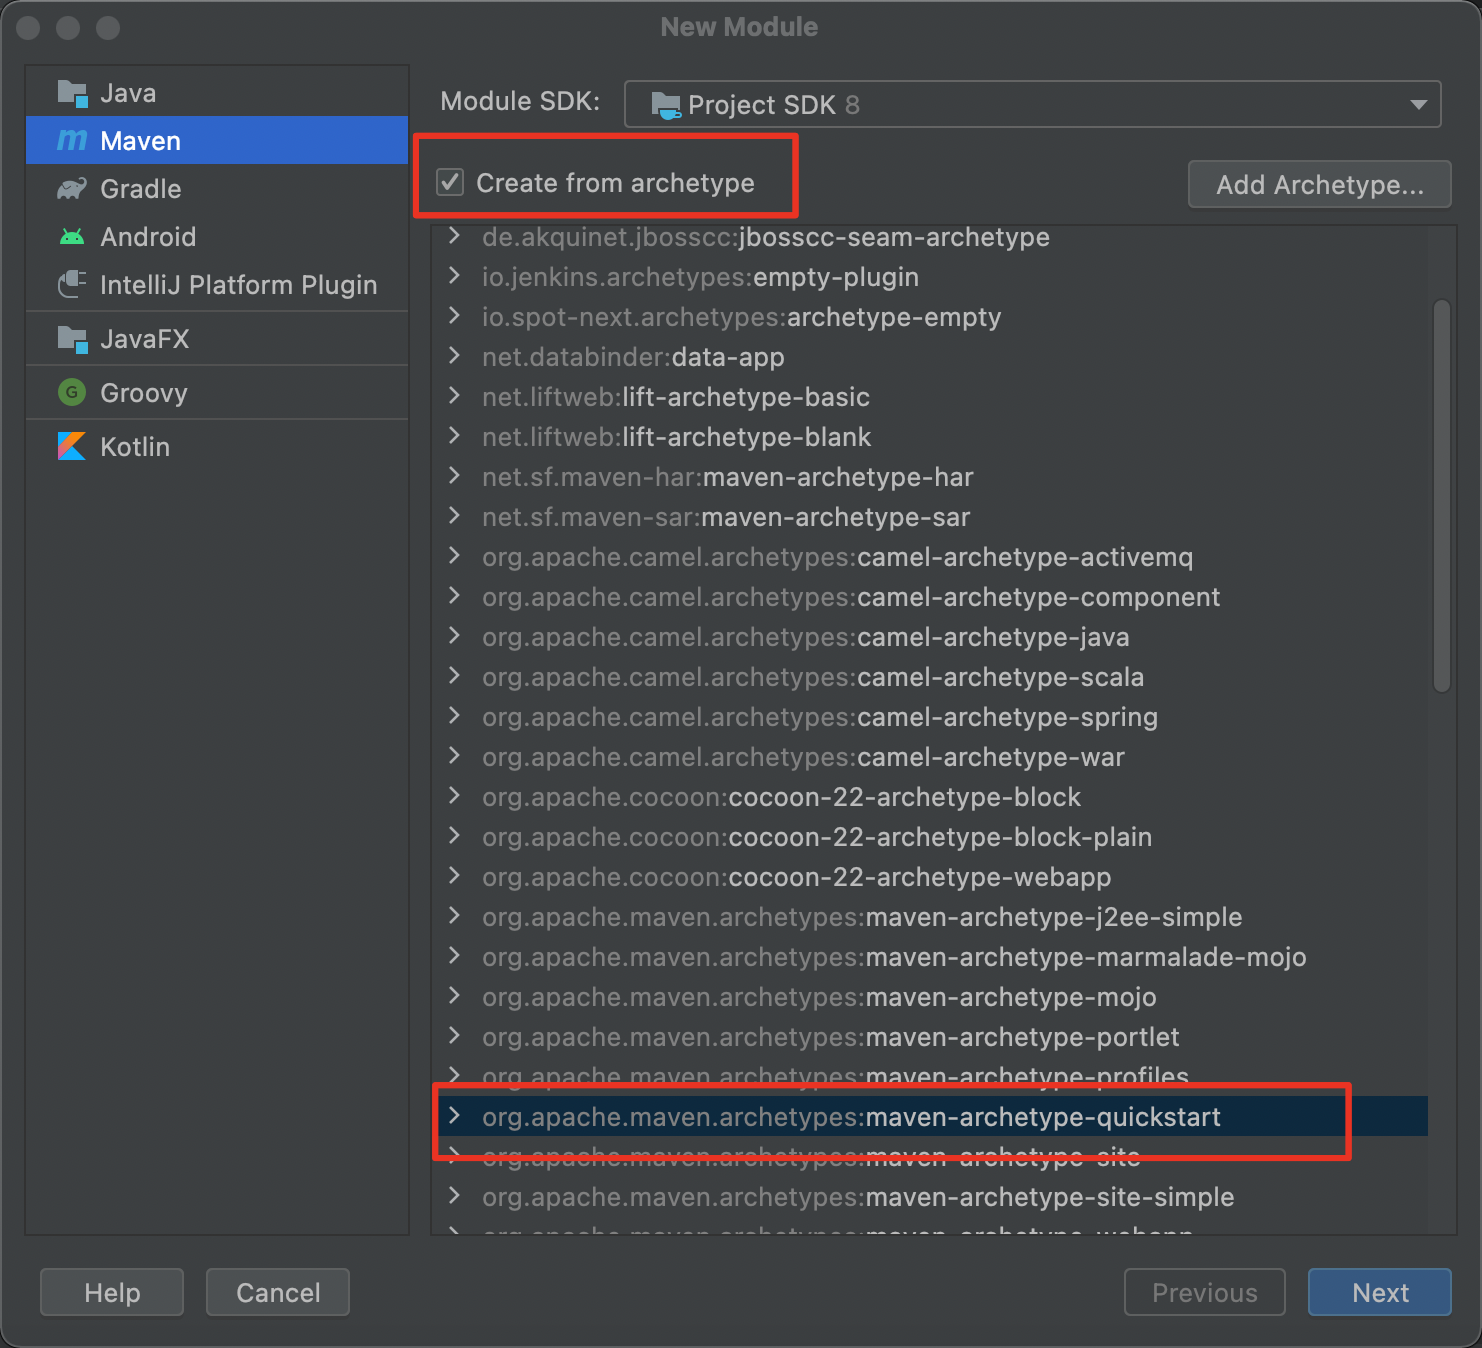 New Module
Java
Maven
Gradle
Android
IntelliJ Platform Plugin
JavaFX
Groovy
Kotlin
Module SDK: Project SDK 8
Create from archetype
Add Archetype...
de.akquinet.jbosscc:jbosscc-seam-archetype
io.jenkins.archetypes:empty-plugin
io.spot-next.archetypes:archetype-empty
net.databinder:data-app
net.liftweb:lift-archetype-basic
net.liftweb:lift-archetype-blank
net.sf.maven-har:maven-archetype-har
net.sf.maven-sar:maven-archetype-sar
org.apache.camel.archetypes:camel-archetype-activemq
org.apache.camel.archetypes:camel-archetype-component
org.apache.camel.archetypes:camel-archetype-java
org.apache.camel.archetypes:camel-archetype-scala
org.apache.camel.archetypes:camel-archetype-spring
org.apache.camel.archetypes:camel-archetype-war
org.apache.cocoon:cocoon-22-archetype-block
org.apache.cocoon:cocoon-22-archetype-block-plain
org.apache.cocoon:cocoon-22-archetype-webapp
org.apache.maven.archetypes:maven-archetype-j2ee-simple
org.apache.maven.archetypes:maven-archetype-marmalade-mojo
org.apache.maven.archetypes:maven-archetype-mojo
org.apache.maven.archetypes:maven-archetype-portlet
org.apache.maven.archetypes:maven-archetype-profiles
org.apache.maven.archetypes:maven-archetype-quickstart
org.apache.maven.archetypes:maven-archetype-site
org.apache.maven.archetypes:maven-archetype-site-simple
org.apache.maven.archetypes:maven-archetype-webapp
Help
Cancel
Previous
Next